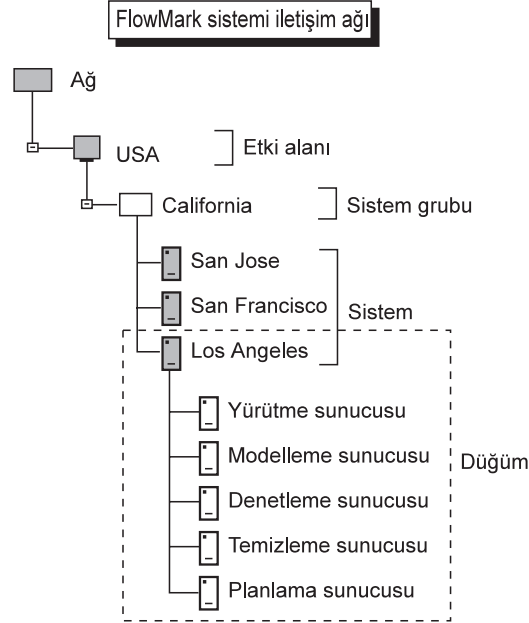 FlowMark sistemi iletişim ağı
Ağ
USA
Etki alanı
California
Sistem grubu
San Jose
San Francisco
Sistem
Los Angeles
Yürütme sunucusu
Modelleme sunucusu
Düğüm
Denetleme sunucusu
Temizleme sunucusu
Planlama sunucusu